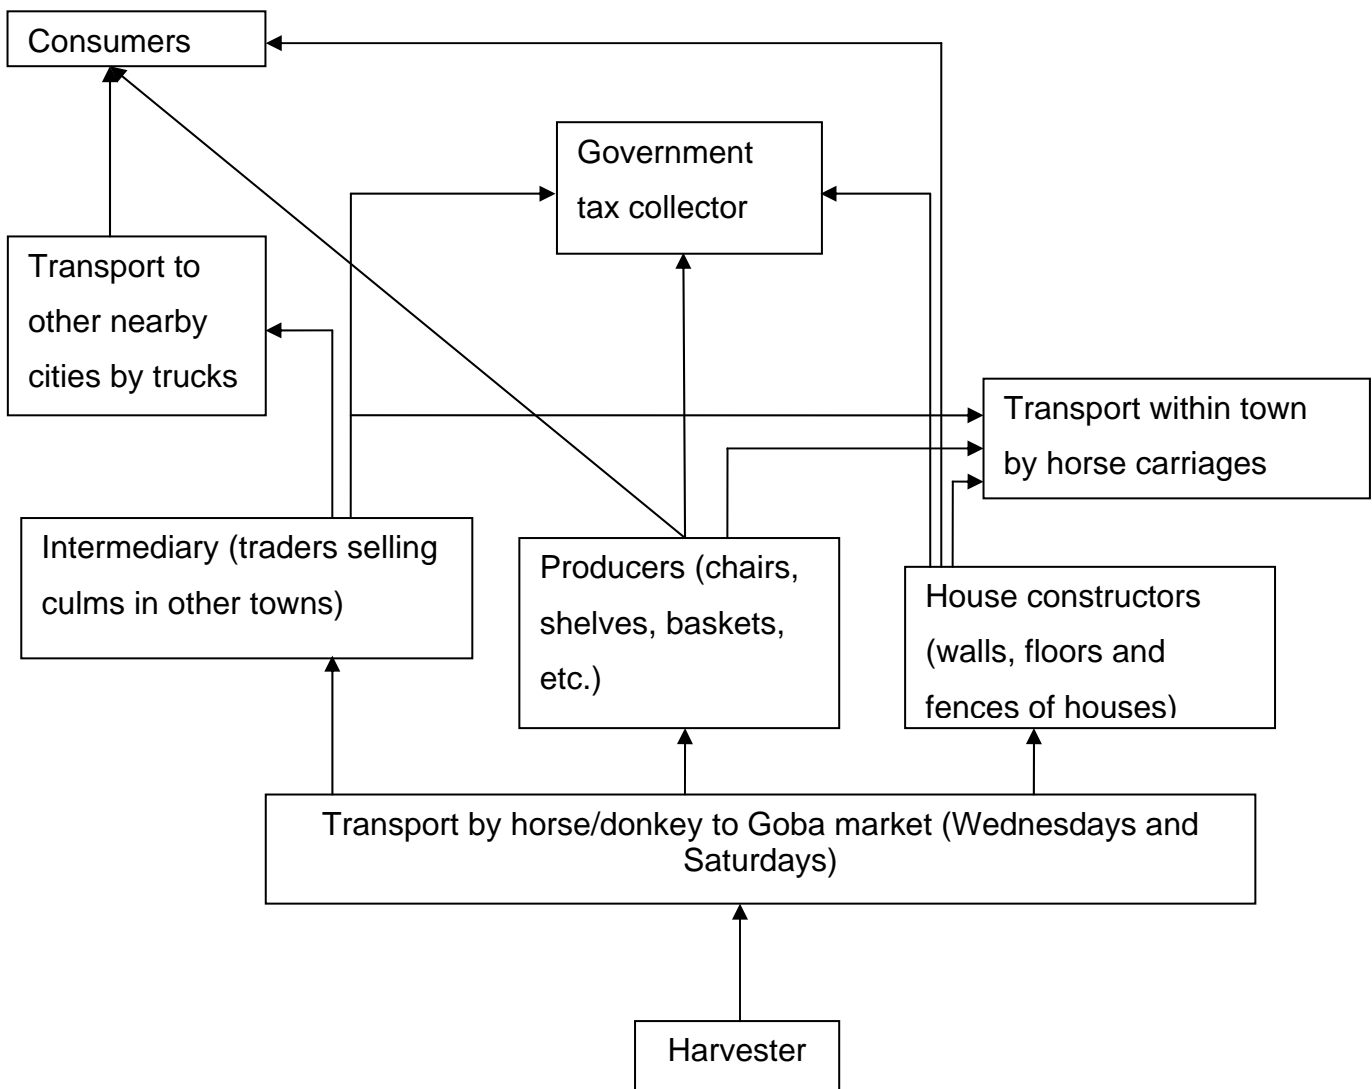 Consumers
Government
tax collector
Transport to
other nearby
cities by trucks
Transport within town
by horse carriages
Intermediary (traders selling
culms in other towns)
Producers (chairs,
shelves, baskets,
etc.)
House constructors
(walls, floors and
fences of houses)
Transport by horse/donkey to Goba market (Wednesdays and
Saturdays)
Harvester